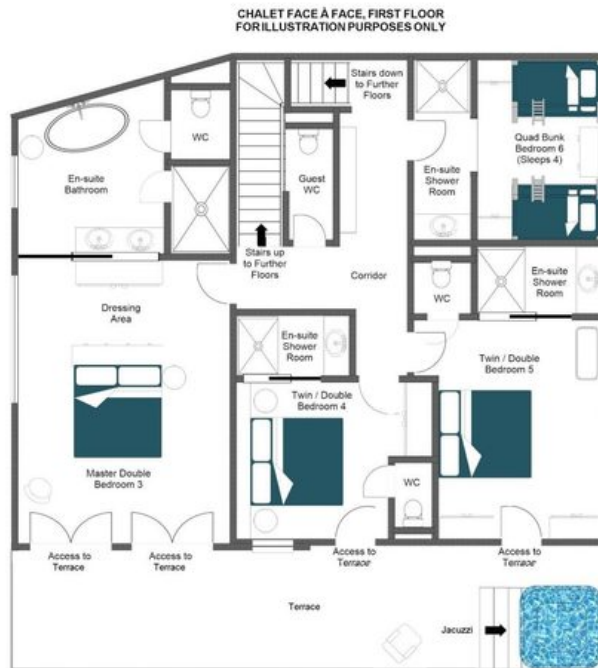 CHALET FACE À FACE, FIRST FLOOR
FOR ILLUSTRATION PURPOSES ONLY
Stairs down
to Further
Floors
WC
Guest
WC
En-suite
Bathroom
En-suite
Shower
Room
Quad Bunk
Bedroom 6
(Sleeps 4)
Stairs up
to Further
Floors
Corridor
WC
En-suite
Shower
Room
Dressing
Area
En-suite
Shower
Room
Twin / Double
Bedroom 5
Twin / Double
Bedroom 4
Master Double
Bedroom 3
WC
Access to
Terrace
Access to
Terrace
Access to
Terrace
Access to
Terrace
Terrace
Jacuzzi